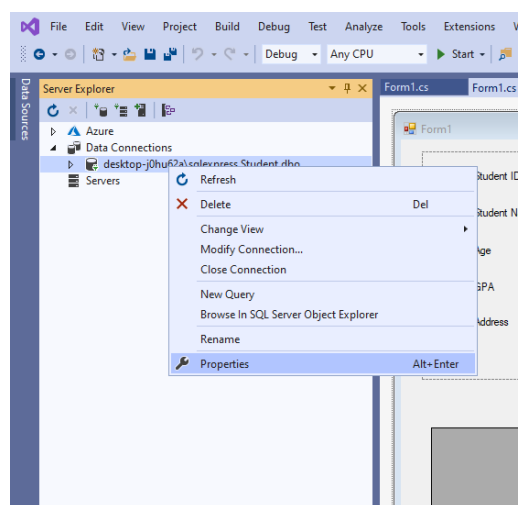 File Edit View Project Build Debug Test Analyze Tools Extensions
Debug Any CPU Start
Data Sources
Server Explorer
Form1.cs Form1.cs
Azure
Form1
Data Connections
desktop-j0hu62a\sqlexpress.Student.dbo
Servers
Refresh
Student ID
Delete Del
Student N
Change View
Modify Connection...
Age
Close Connection
GPA
New Query
Browse In SQL Server Object Explorer
Address
Rename
Properties Alt+Enter